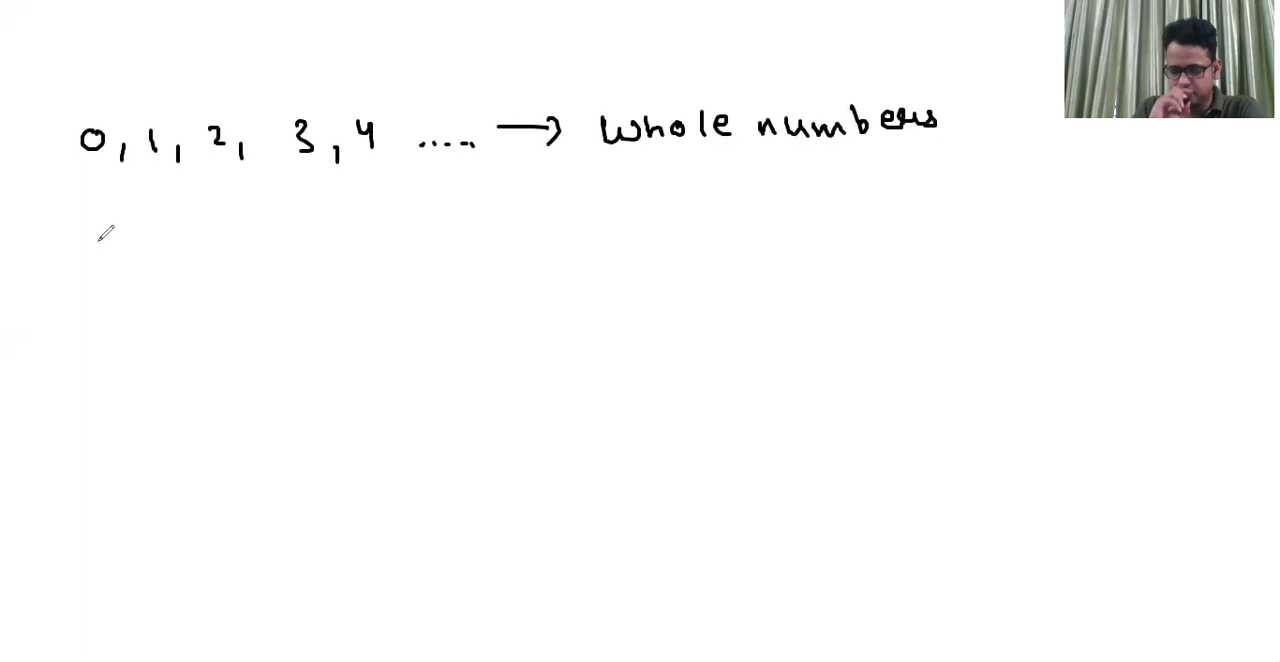 0, 1, 2, 3, 4 ..... → Whole numbers